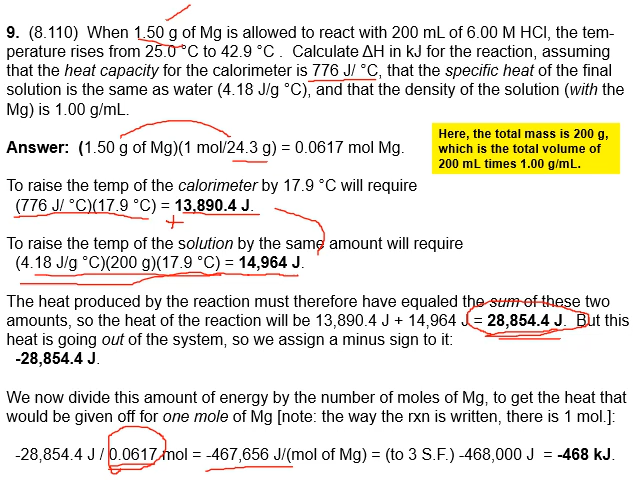 9. (8.110) When 1.50 g of Mg is allowed to react with 200 mL of 6.00 M HCl, the tem-
perature rises from 25.0 °C to 42.9 °C . Calculate ΔH in kJ for the reaction, assuming
that the heat capacity for the calorimeter is 776 J/ °C, that the specific heat of the final
solution is the same as water (4.18 J/g °C), and that the density of the solution (with the
Mg) is 1.00 g/mL.
Answer: (1.50 g of Mg)(1 mol/24.3 g) = 0.0617 mol Mg.
Here, the total mass is 200 g,
which is the total volume of
200 mL times 1.00 g/mL.
To raise the temp of the calorimeter by 17.9 °C will require
(776 J/ °C)(17.9 °C) = 13,890.4 J.
+
To raise the temp of the solution by the same amount will require
(4.18 J/g °C)(200 g)(17.9 °C) = 14,964 J.
The heat produced by the reaction must therefore have equaled the sum of these two
amounts, so the heat of the reaction will be 13,890.4 J + 14,964 J = 28,854.4 J. But this
heat is going out of the system, so we assign a minus sign to it:
-28,854.4 J.
We now divide this amount of energy by the number of moles of Mg, to get the heat that
would be given off for one mole of Mg [note: the way the rxn is written, there is 1 mol.]:
-28,854.4 J / 0.0617 mol = -467,656 J/(mol of Mg) = (to 3 S.F.) -468,000 J = -468 kJ.